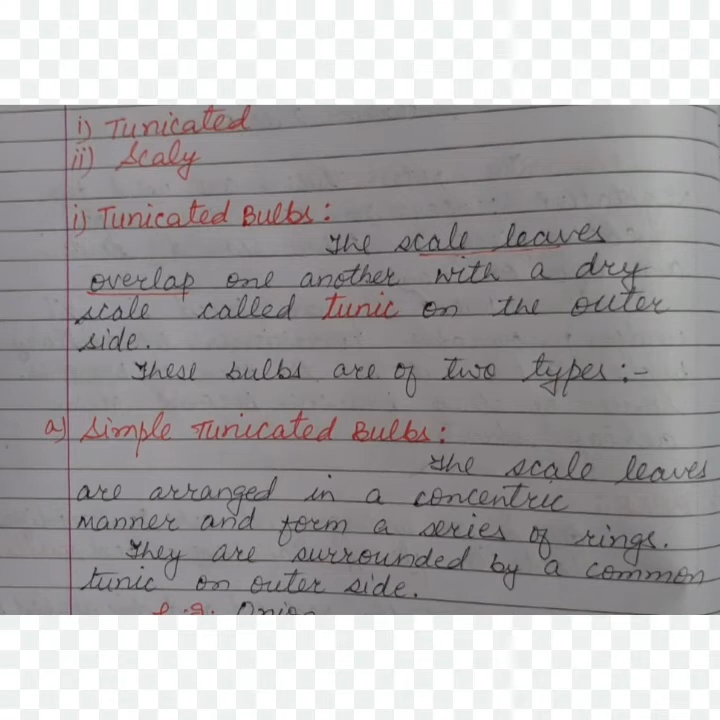 i) Tunicated
ii) Scaly
i) Tunicated Bulbs:
The scale leaves
overlap one another with a dry
scale called tunic on the outer
side.
These bulbs are of two types:-
a) Simple Tunicated Bulbs:
The scale leaves
are arranged in a concentric
manner and form a series of rings.
They are surrounded by a common
tunic on outer side.
e.g. Onion